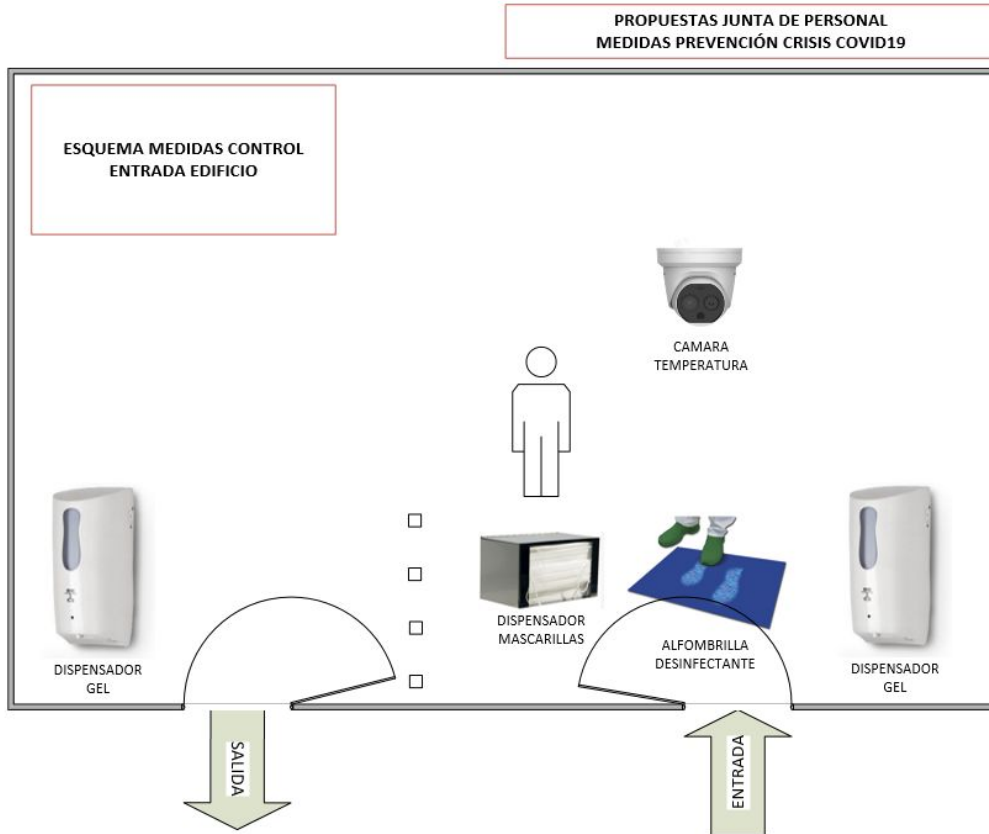 PROPUESTAS JUNTA DE PERSONAL
MEDIDAS PREVENCIÓN CRISIS COVID19
ESQUEMA MEDIDAS CONTROL
ENTRADA EDIFICIO
CAMARA
TEMPERATURA
DISPENSADOR
GEL
DISPENSADOR
MASCARILLAS
ALFOMBRILLA
DESINFECTANTE
DISPENSADOR
GEL
SALIDA
ENTRADA